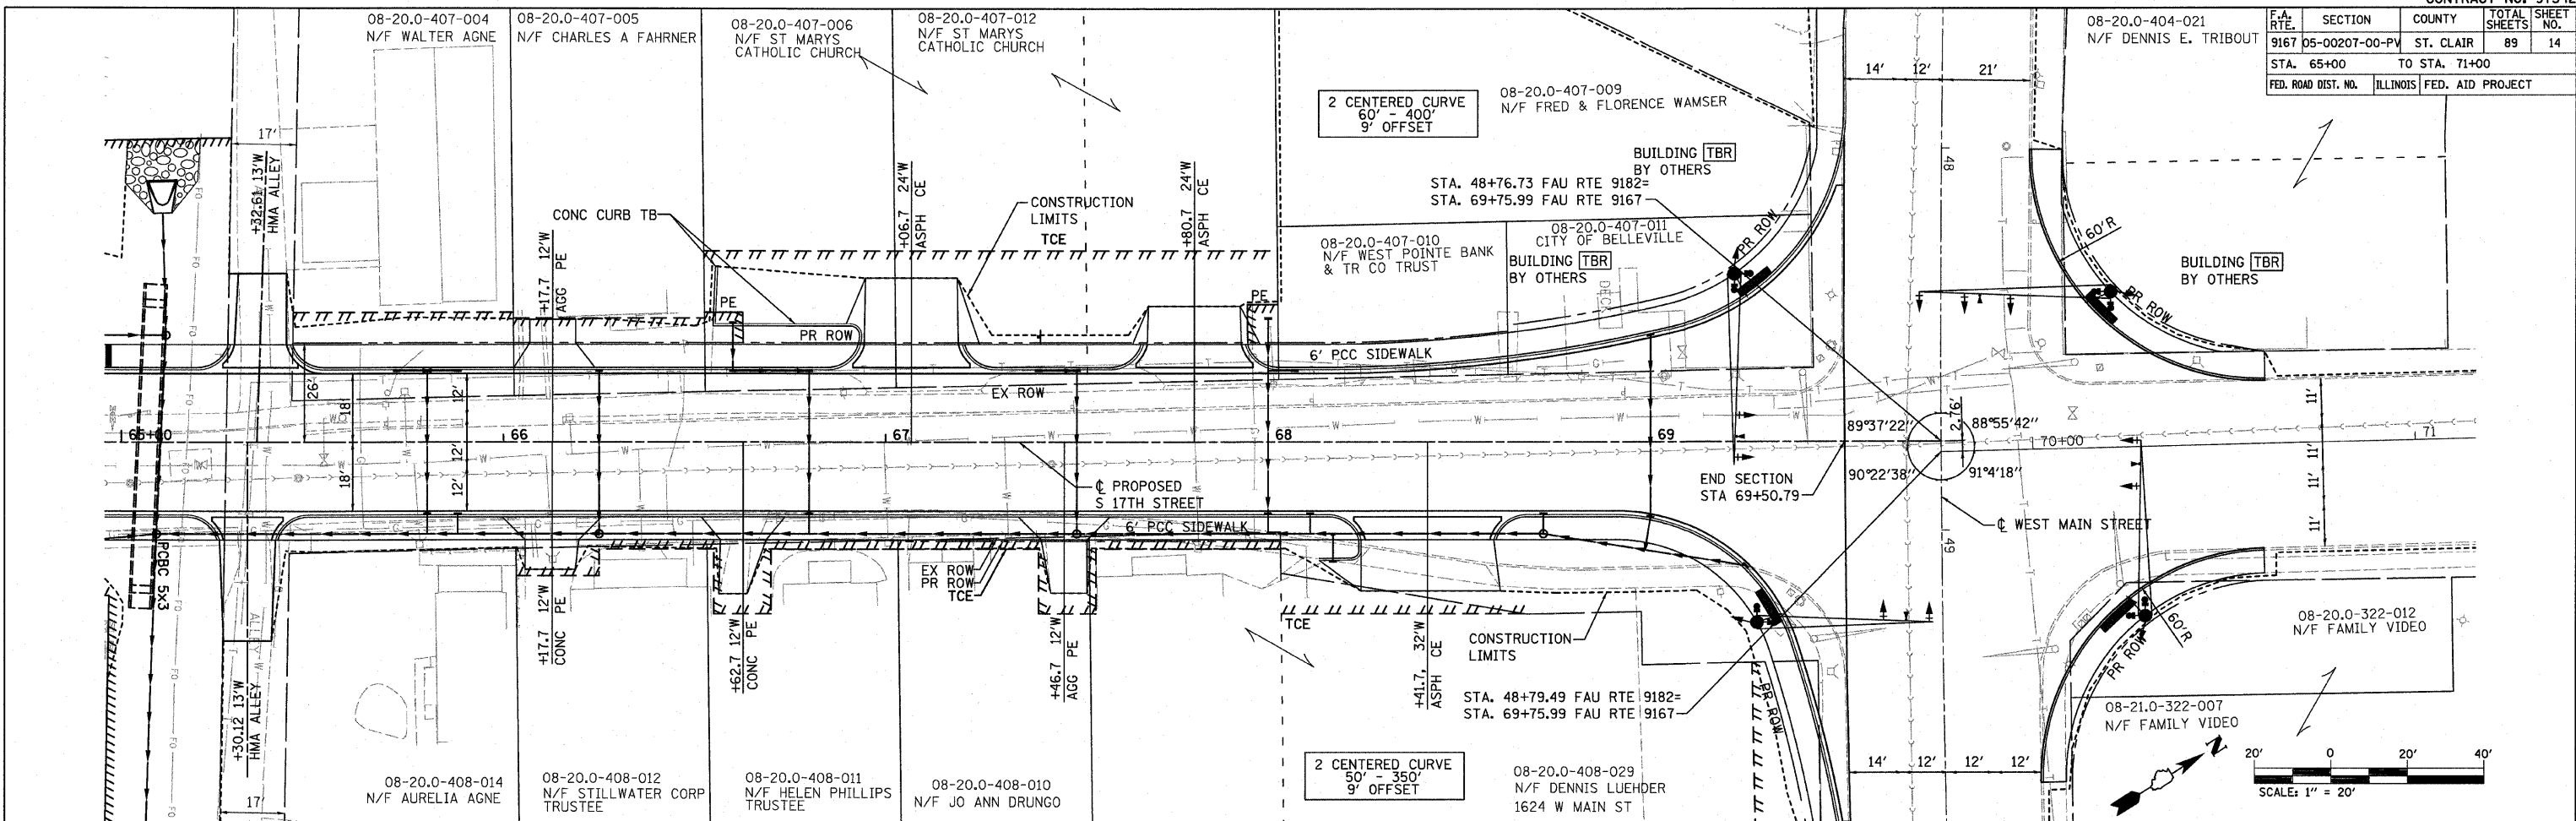 F.A. RTE. SECTION COUNTY TOTAL SHEETS SHEET NO.
9167 05-00207-00-PV ST. CLAIR 89 14
STA. 65+00 TO STA. 71+00
FED. ROAD DIST. NO. ILLINOIS FED. AID PROJECT
08-20.0-407-004
N/F WALTER AGNE
08-20.0-407-005
N/F CHARLES A FAHRNER
08-20.0-407-006
N/F ST MARYS
CATHOLIC CHURCH
08-20.0-407-012
N/F ST MARYS
CATHOLIC CHURCH
2 CENTERED CURVE
60' - 400'
9' OFFSET
08-20.0-407-009
N/F FRED & FLORENCE WAMSER
BUILDING TBR
BY OTHERS
STA. 48+76.73 FAU RTE 9182=
STA. 69+75.99 FAU RTE 9167
08-20.0-407-010
N/F WEST POINTE BANK
& TR CO TRUST
08-20.0-407-011
CITY OF BELLEVILLE
BUILDING TBR
BY OTHERS
DECK
08-20.0-404-021
N/F DENNIS E. TRIBOUT
14' 12' 21'
48
60'R
PR ROW
PR ROW
BUILDING TBR
BY OTHERS
17'
+32.61 13'W
HMA ALLEY
CONC CURB TB
+17.7 12'W
AGG PE
+06.7 24'W
ASPH CE
CONSTRUCTION
LIMITS
TCE
+80.7 24'W
ASPH CE
PE
PE
PR ROW
6' PCC SIDEWALK
EX ROW
26'
18'
12'
65+00
66
67
68
69
70+00
71
18'
12'
12'
89°37'22"
88°55'42"
2.76'
90°22'38"
91°4'18"
END SECTION
STA 69+50.79
℄ PROPOSED
S 17TH STREET
℄ WEST MAIN STREET
49
11'
11'
11'
11'
6' PCC SIDEWALK
EX ROW
PR ROW
TCE
PCBC 5x3
ALLEY
+30.12 13'W
HMA ALLEY
+17.7 12'W
CONC PE
+62.7 12'W
CONC PE
+46.7 12'W
AGG PE
TCE
+41.7, 32'W
ASPH CE
CONSTRUCTION
LIMITS
STA. 48+79.49 FAU RTE 9182=
STA. 69+75.99 FAU RTE 9167
PR ROW
PR ROW
60'R
08-20.0-322-012
N/F FAMILY VIDEO
08-21.0-322-007
N/F FAMILY VIDEO
17'
08-20.0-408-014
N/F AURELIA AGNE
08-20.0-408-012
N/F STILLWATER CORP
TRUSTEE
08-20.0-408-011
N/F HELEN PHILLIPS
TRUSTEE
08-20.0-408-010
N/F JO ANN DRUNGO
2 CENTERED CURVE
50' - 350'
9' OFFSET
08-20.0-408-029
N/F DENNIS LUEHDER
1624 W MAIN ST
14' 12' 12' 12'
N
20' 0 20' 40'
SCALE: 1" = 20'